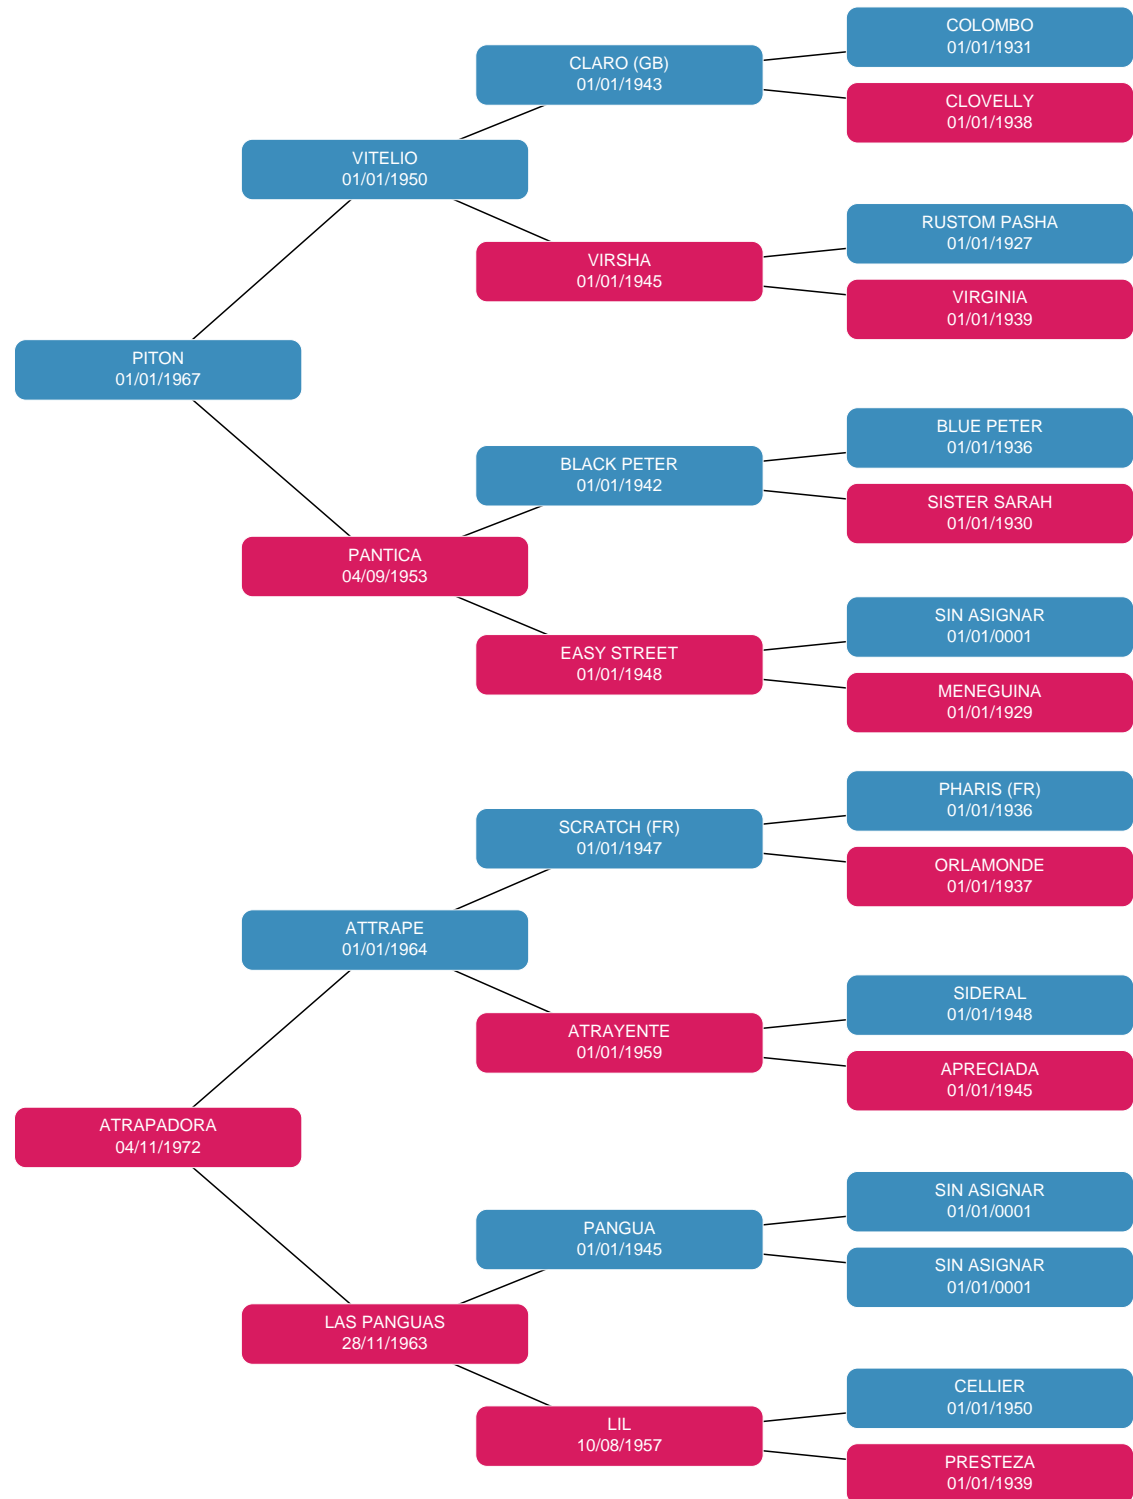 COLOMBO
01/01/1931
CLARO (GB)
01/01/1943
CLOVELLY
01/01/1938
VITELIO
01/01/1950
RUSTOM PASHA
01/01/1927
VIRSHA
01/01/1945
VIRGINIA
01/01/1939
PITON
01/01/1967
BLUE PETER
01/01/1936
BLACK PETER
01/01/1942
SISTER SARAH
01/01/1930
PANTICA
04/09/1953
SIN ASIGNAR
01/01/0001
EASY STREET
01/01/1948
MENEGUINA
01/01/1929
PHARIS (FR)
01/01/1936
SCRATCH (FR)
01/01/1947
ORLAMONDE
01/01/1937
ATTRAPE
01/01/1964
SIDERAL
01/01/1948
ATRAYENTE
01/01/1959
APRECIADA
01/01/1945
ATRAPADORA
04/11/1972
SIN ASIGNAR
01/01/0001
PANGUA
01/01/1945
SIN ASIGNAR
01/01/0001
LAS PANGUAS
28/11/1963
CELLIER
01/01/1950
LIL
10/08/1957
PRESTEZA
01/01/1939